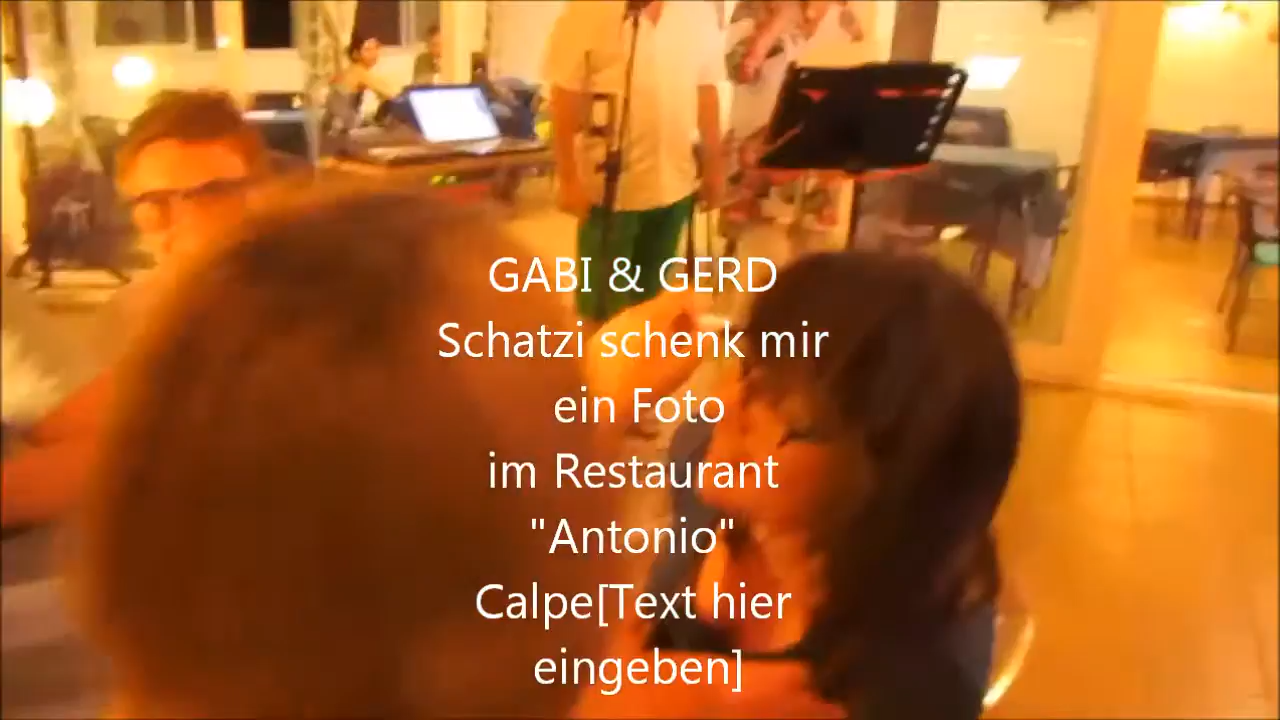 GABI & GERD
Schatzi schenk mir
ein Foto
im Restaurant
"Antonio"
Calpe[Text hier
eingeben]